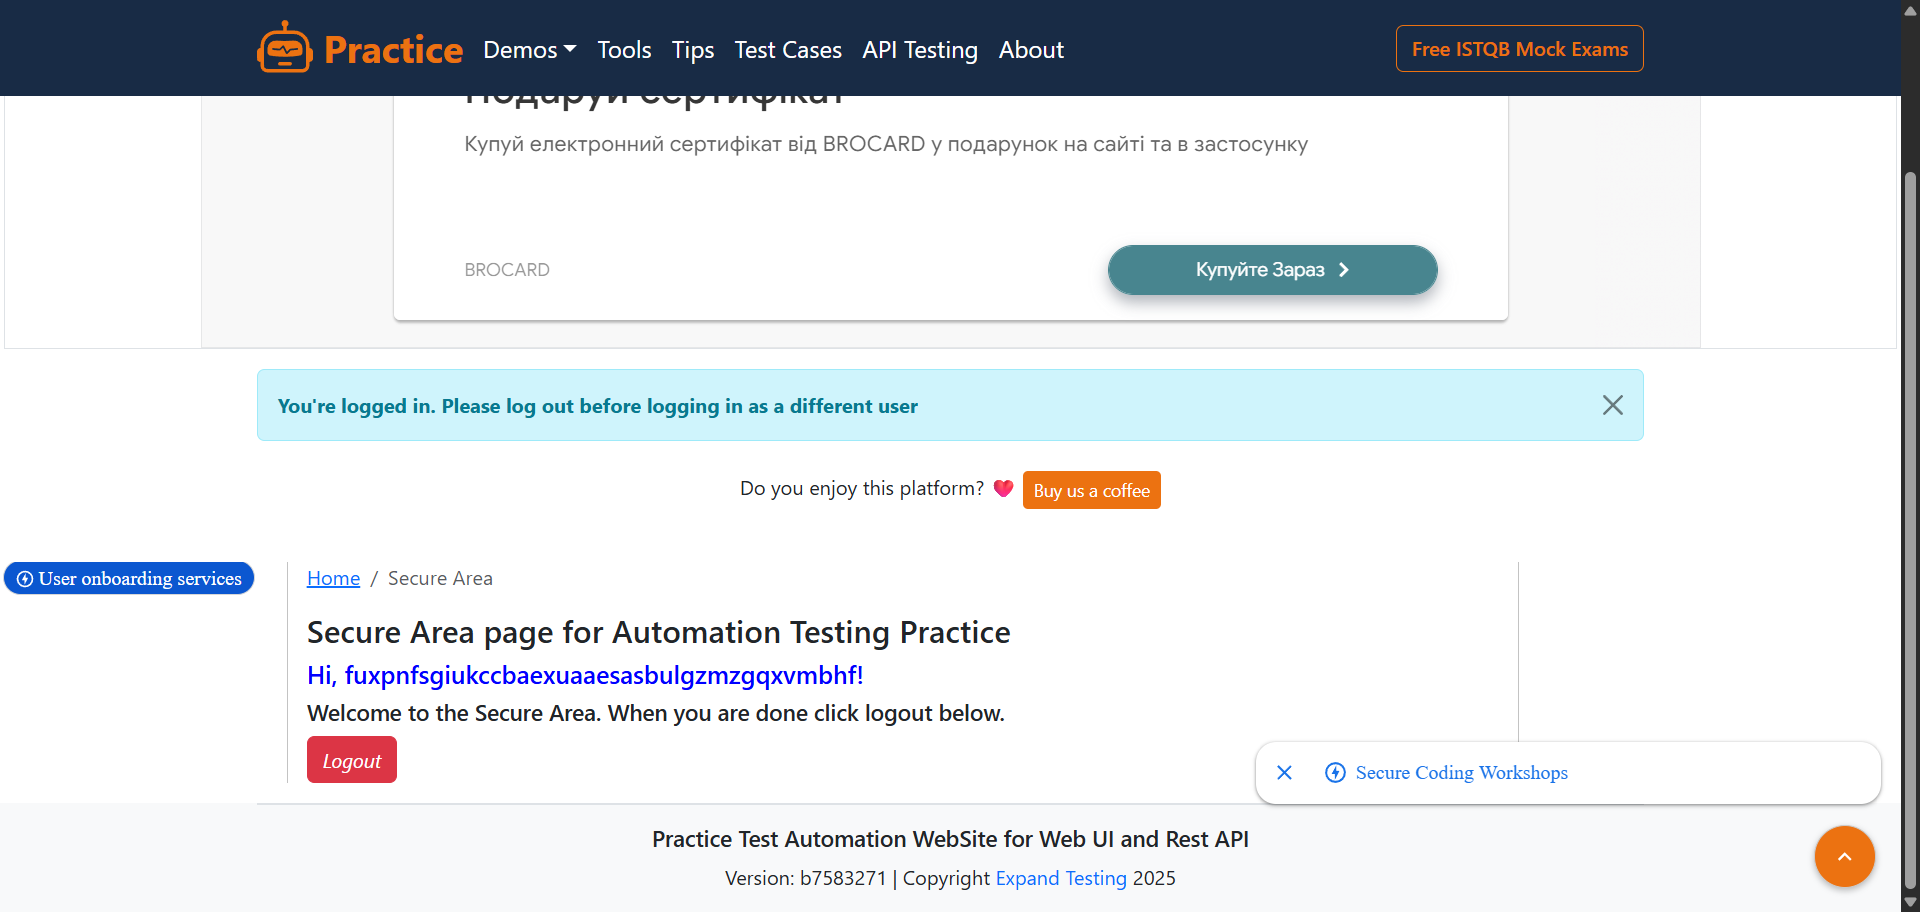 Practice Demos Tools Tips Test Cases API Testing About Free ISTQB Mock Exams
Подаруй сертифікат
Купуй електронний сертифікат від BROCARD у подарунок на сайті та в застосунку
BROCARD Купуйте Зараз
You're logged in. Please log out before logging in as a different user
Do you enjoy this platform? Buy us a coffee
User onboarding services
Home / Secure Area
Secure Area page for Automation Testing Practice
Hi, fuxpnfsgiukccbaexuaaesasbulgzmzgqxvmbhf!
Welcome to the Secure Area. When you are done click logout below.
Logout
Secure Coding Workshops
Practice Test Automation WebSite for Web UI and Rest API
Version: b7583271 | Copyright Expand Testing 2025